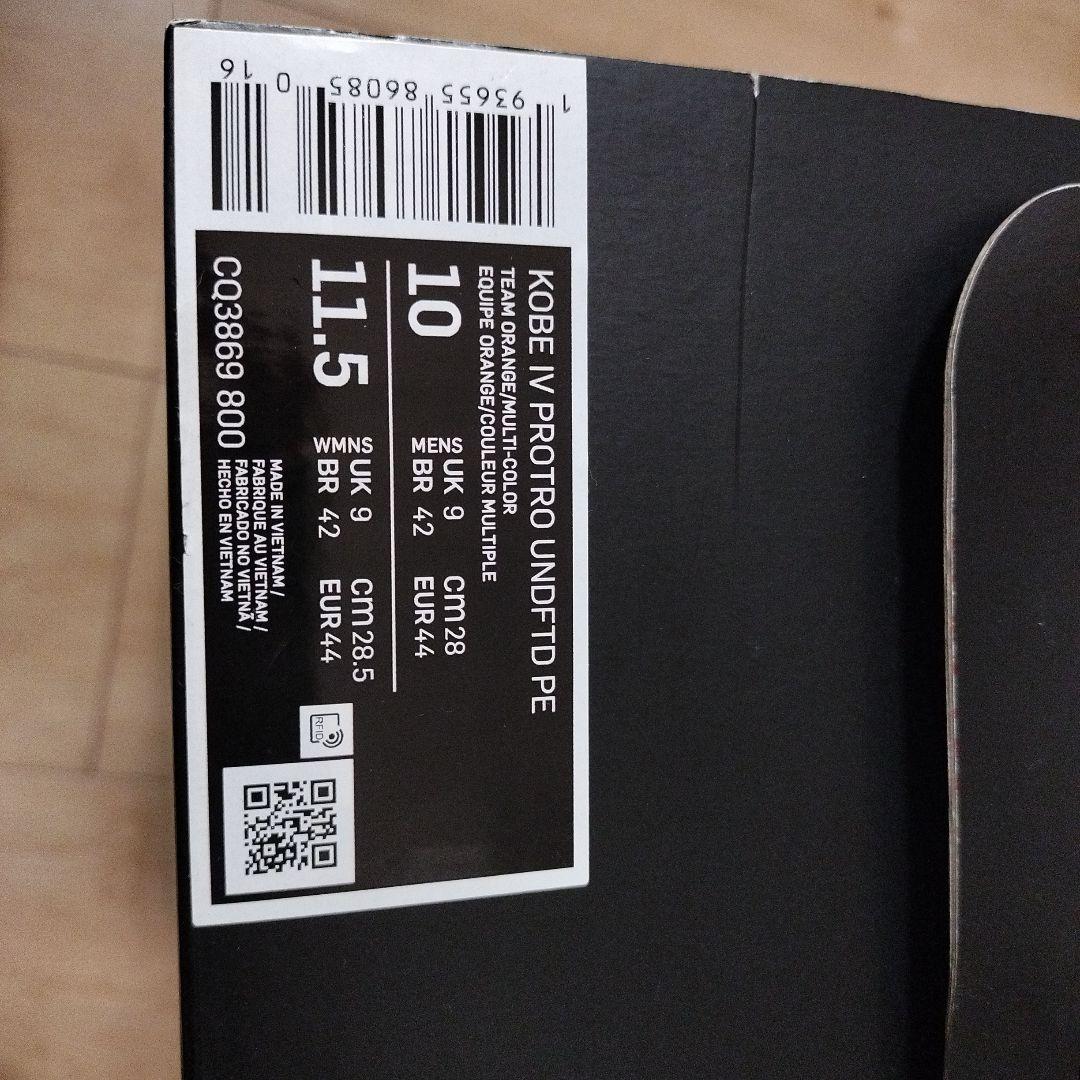 KOBE IV PROTRO UNDFTD PE
TEAM ORANGE/MULTI-COLOR
EQUIPE ORANGE/COULEUR MULTIPLE
10
MENS UK 9 cm 28
BR 42 EUR 44
11.5
WMNS UK 9 cm 28.5
BR 42 EUR 44
CQ3869 800
MADE IN VIETNAM /
FABRIQUE AU VIETNAM /
FABRICADO NO VIETNÃ /
HECHO EN VIETNAM
RFID
1 93655 86085 0 16